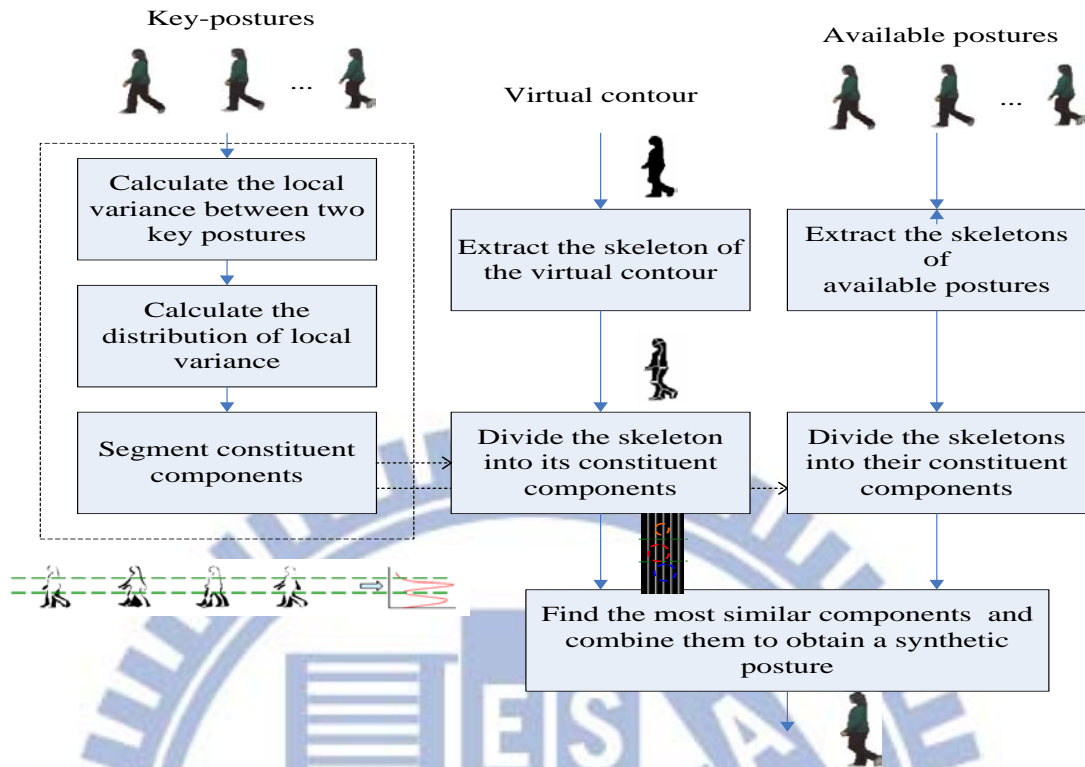 Key-postures
...
Calculate the local
variance between two
key postures
Calculate the
distribution of local
variance
Segment constituent
components
Virtual contour
Extract the skeleton of
the virtual contour
Divide the skeleton
into its constituent
components
Available postures
...
Extract the skeletons
of
available postures
Divide the skeletons
into their constituent
components
Find the most similar components and
combine them to obtain a synthetic
posture
ESA